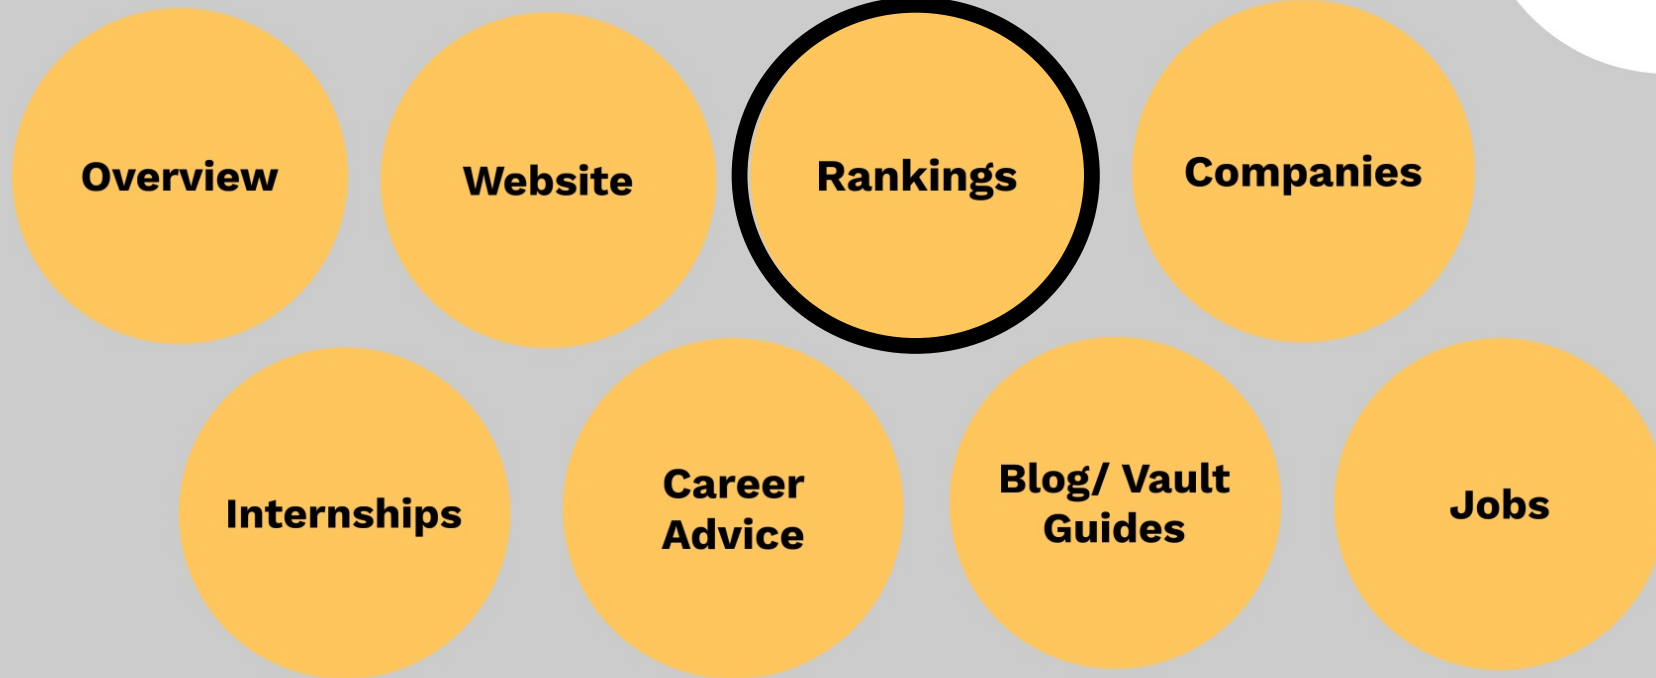 Overview
Website
Rankings
Companies
Internships
Career
Advice
Blog/ Vault
Guides
Jobs